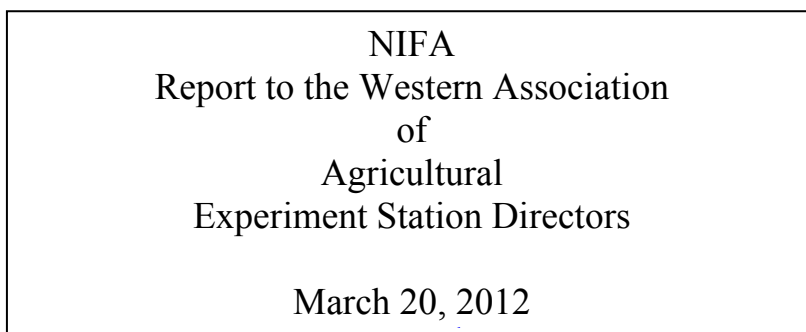 NIFA
Report to the Western Association
of
Agricultural
Experiment Station Directors
March 20, 2012